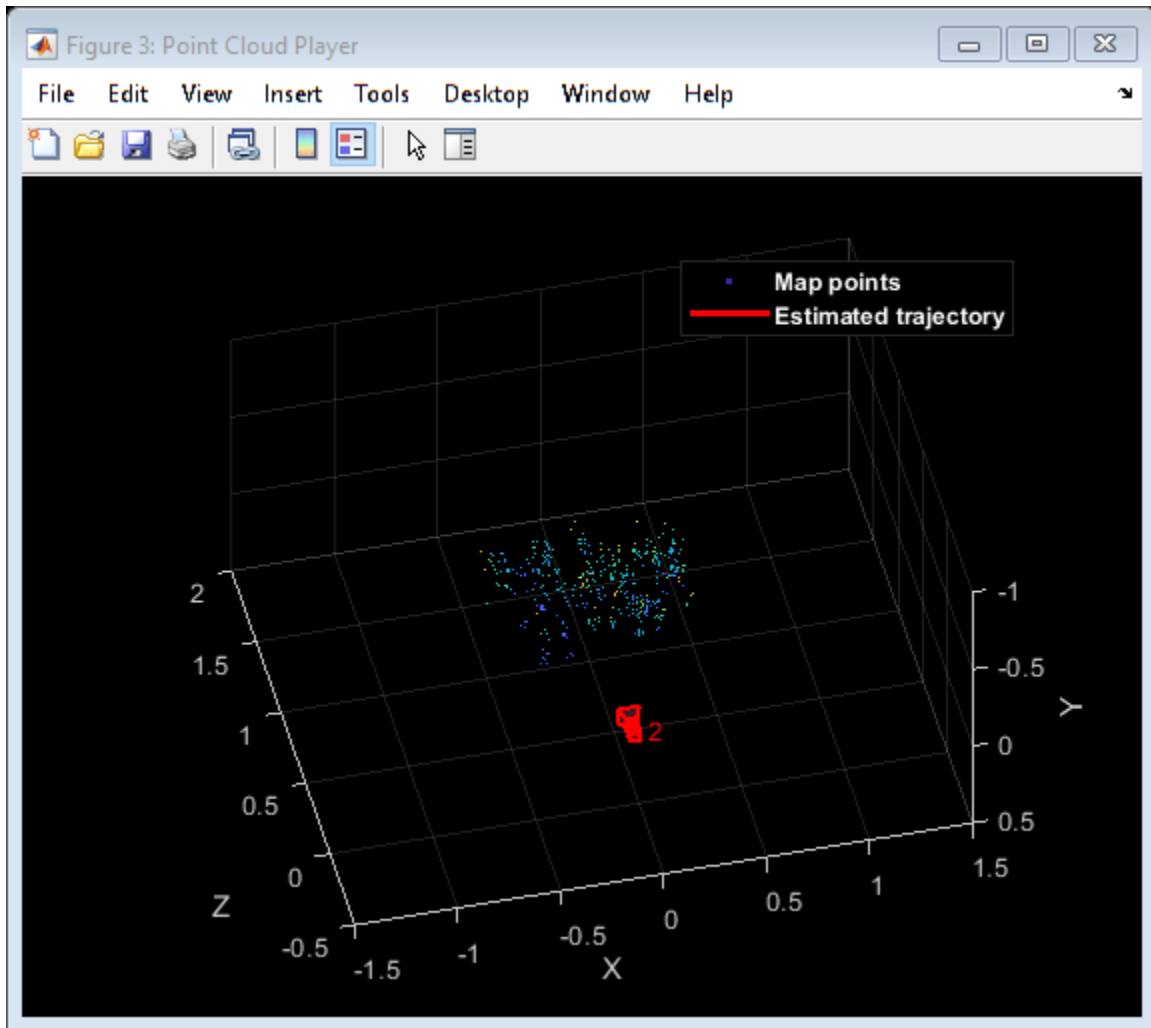 Figure 3: Point Cloud Player
File Edit View Insert Tools Desktop Window Help
Map points
Estimated trajectory
2
1.5
1
0.5
0
-0.5
Z
-1.5
-1
-0.5
0
0.5
1
1.5
X
-1
-0.5
0
0.5
Y
2